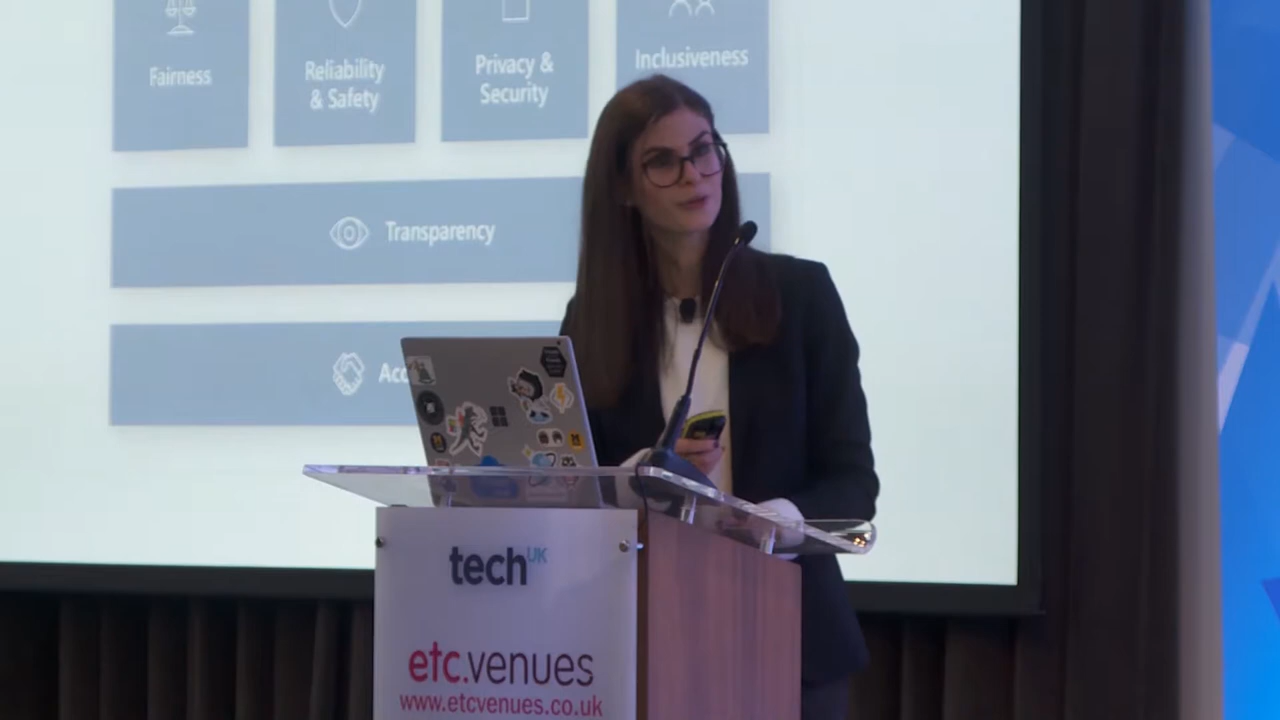 Fairness
Reliability
& Safety
Privacy &
Security
Inclusiveness
Transparency
Acc
tech UK
etc.venues
www.etcvenues.co.uk